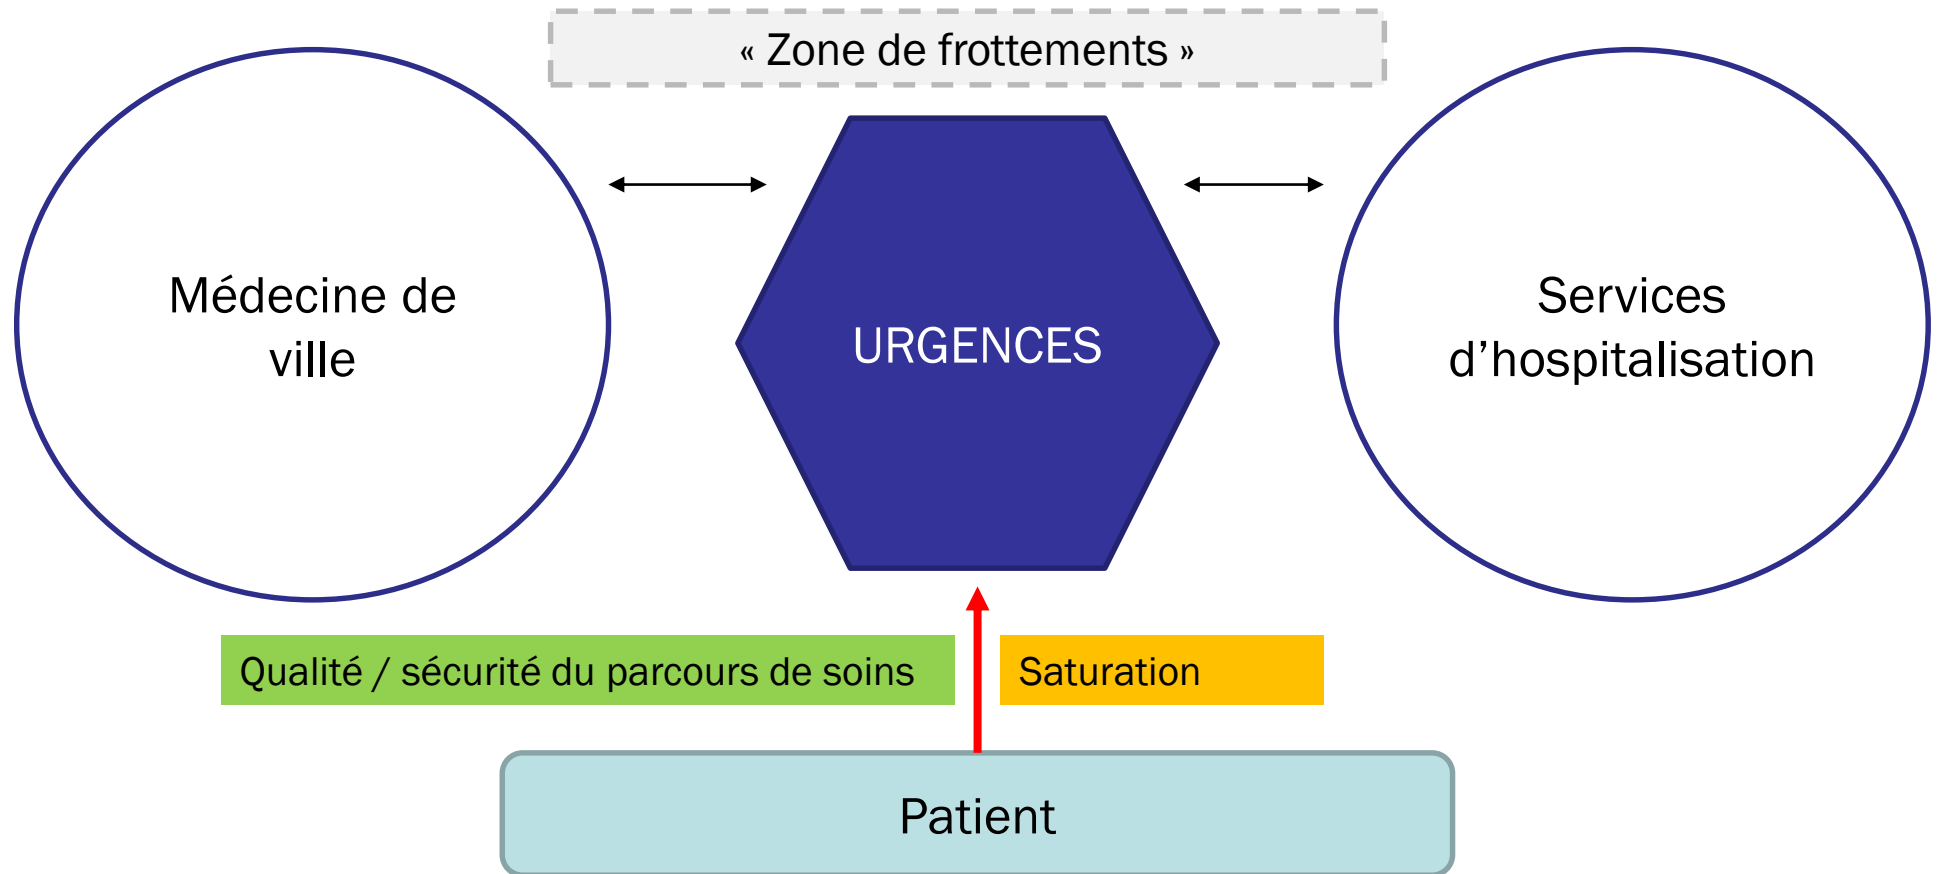 « Zone de frottements »
Médecine de
ville
URGENCES
Services
d’hospitalisation
Qualité / sécurité du parcours de soins
Saturation
Patient